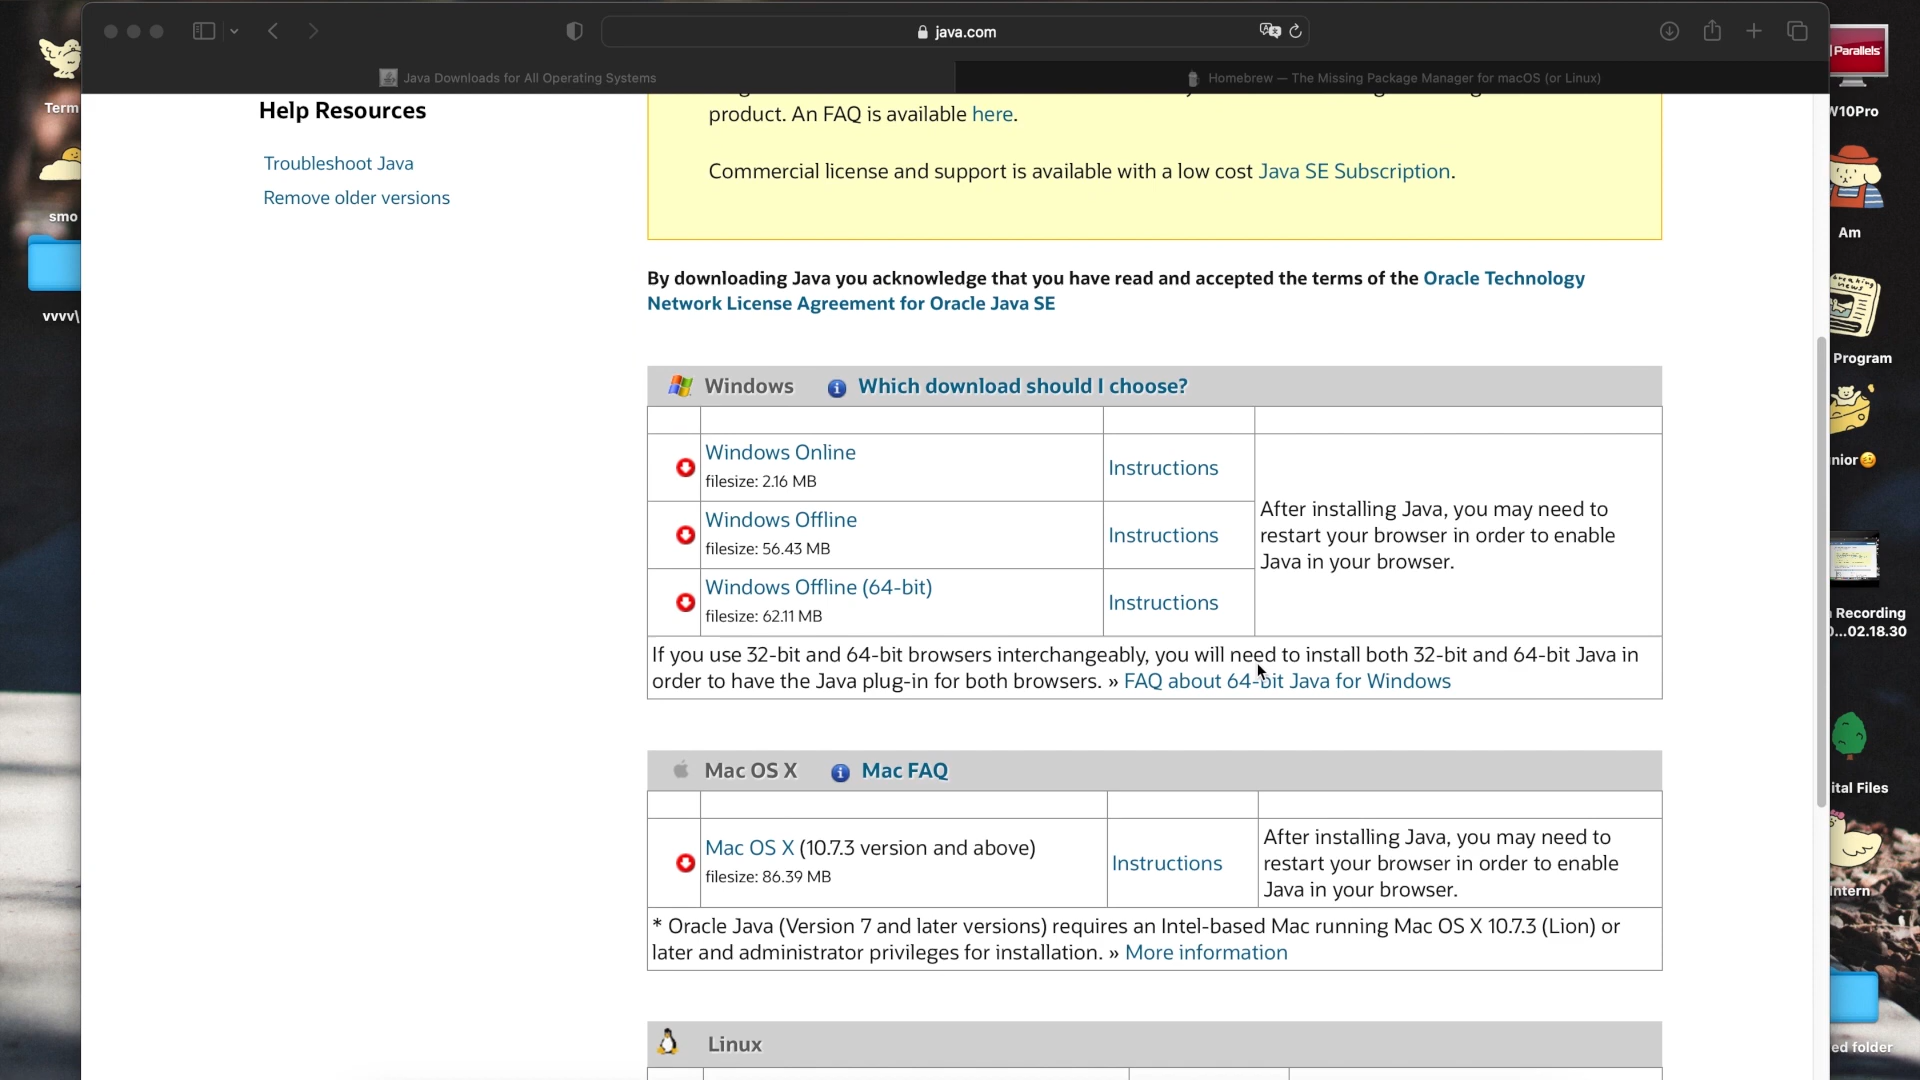 java.com
Java Downloads for All Operating Systems
Homebrew — The Missing Package Manager for macOS (or Linux)
Help Resources
Troubleshoot Java
Remove older versions
product. An FAQ is available here.
Commercial license and support is available with a low cost Java SE Subscription.
By downloading Java you acknowledge that you have read and accepted the terms of the Oracle Technology
Network License Agreement for Oracle Java SE
Windows Which download should I choose?
Windows Online
filesize: 2.16 MB
Instructions
Windows Offline
filesize: 56.43 MB
Instructions
Windows Offline (64-bit)
filesize: 62.11 MB
Instructions
After installing Java, you may need to
restart your browser in order to enable
Java in your browser.
If you use 32-bit and 64-bit browsers interchangeably, you will need to install both 32-bit and 64-bit Java in
order to have the Java plug-in for both browsers. » FAQ about 64-bit Java for Windows
Mac OS X Mac FAQ
Mac OS X (10.7.3 version and above)
filesize: 86.39 MB
Instructions
After installing Java, you may need to
restart your browser in order to enable
Java in your browser.
* Oracle Java (Version 7 and later versions) requires an Intel-based Mac running Mac OS X 10.7.3 (Lion) or
later and administrator privileges for installation. » More information
Linux
Term
smo
vvvv\
Parallels
W10Pro
Am
Program
nior
Recording
...02.18.30
ital Files
Intern
ed folder